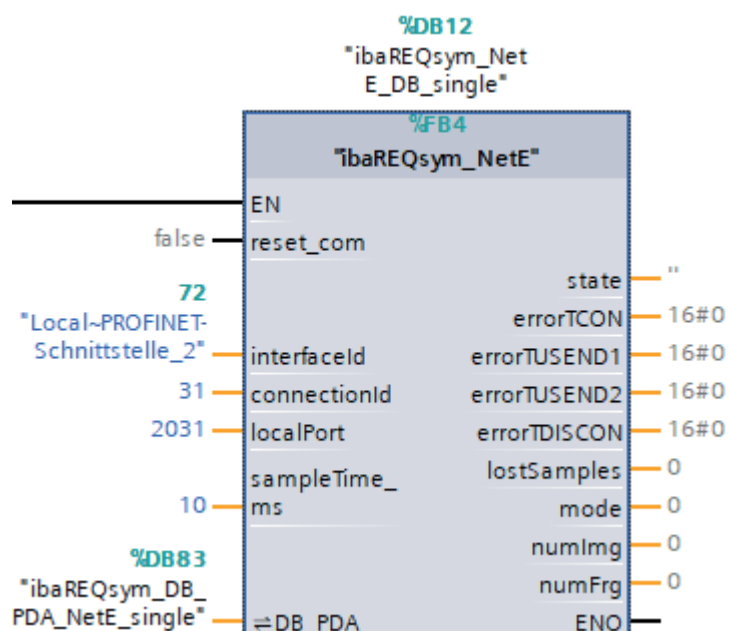 %DB12
"ibaREQsym_Net
E_DB_single"
%FB4
"ibaREQsym_NetE"
EN
false reset_com
state ''
72
"Local~PROFINET-
Schnittstelle_2" interfaceId
errorTCON 16#0
errorTUSEND1 16#0
31 connectionId errorTUSEND2 16#0
2031 localPort errorTDISCON 16#0
lostSamples 0
sampleTime_
10 ms mode 0
numImg 0
%DB83
"ibaREQsym_DB_
PDA_NetE_single" ⇌DB_PDA
numFrg 0
ENO